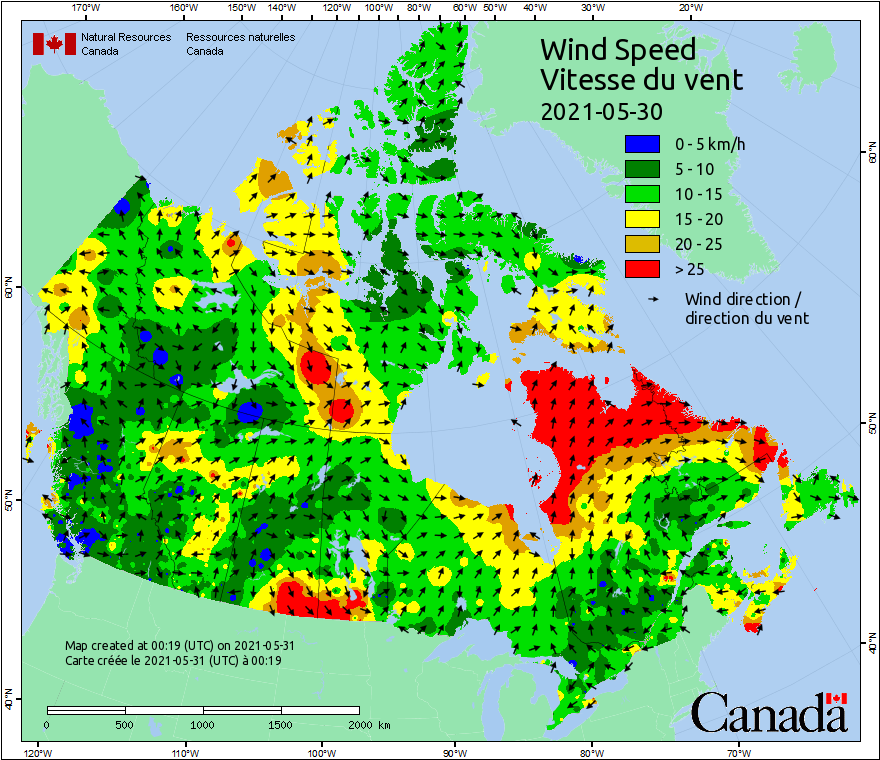 170°W 160°W 150°W 140°W 120°W 100°W 80°W 60°W 50°W 40°W 30°W 20°W
Natural Resources Ressources naturelles
Canada Canada
Wind Speed
Vitesse du vent
2021-05-30
0 - 5 km/h
5 - 10
10 - 15
15 - 20
20 - 25
> 25
Wind direction /
direction du vent
60°N
60°N
50°N
50°N
40°N
40°N
Map created at 00:19 (UTC) on 2021-05-31
Carte créée le 2021-05-31 (UTC) à 00:19
0 500 1000 1500 2000 km
Canada
120°W 110°W 100°W 90°W 80°W 70°W